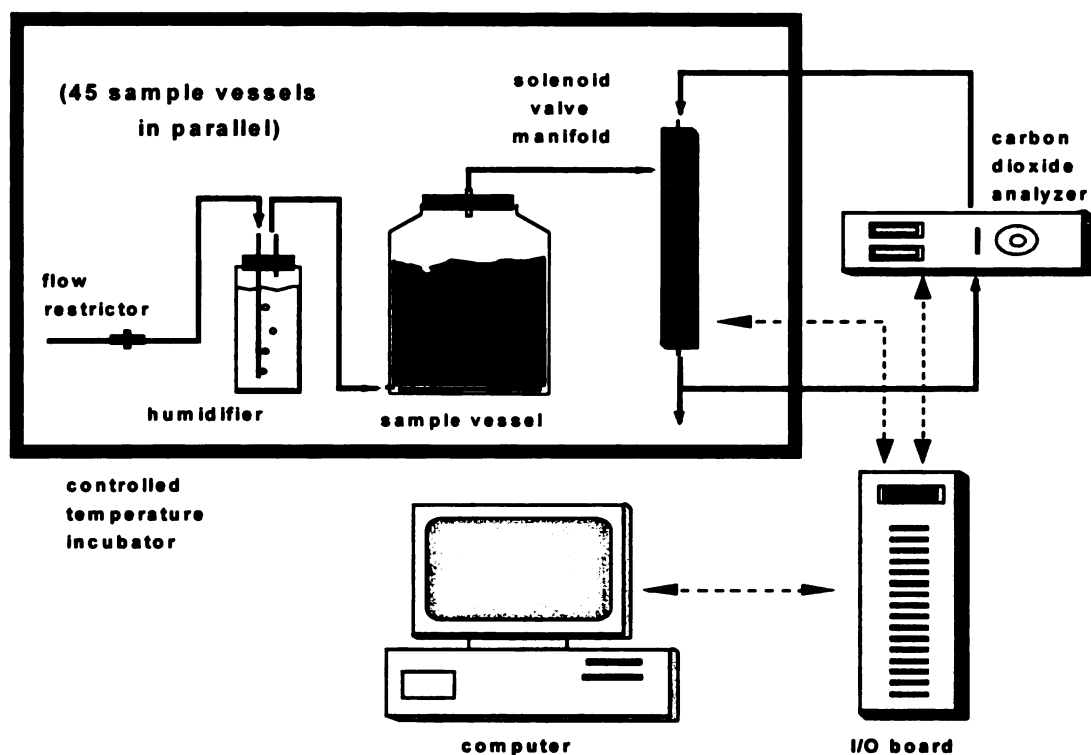 (45 sample vessels
in parallel)
solenoid
valve
manifold
carbon
dioxide
analyzer
flow
restrictor
humidifier
sample vessel
controlled
temperature
incubator
computer
I/O board